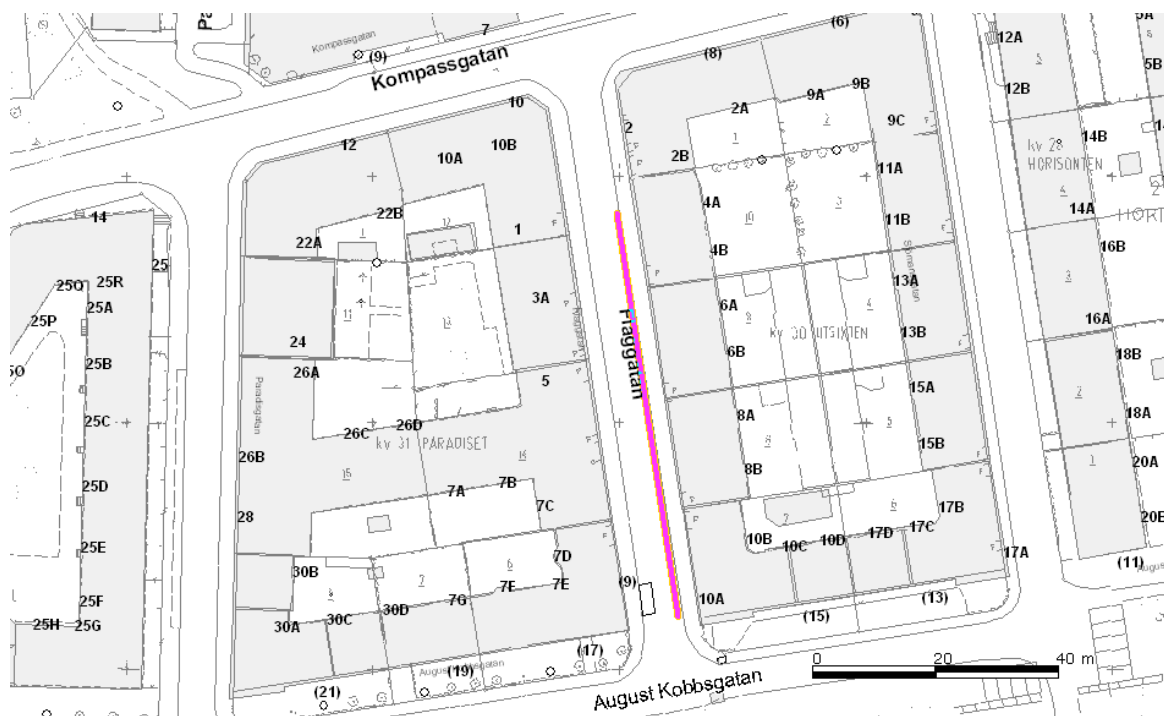 Kompassgatan
7
(9)
Kompassgatan
(6)
(8)
12A
12B
5B
14B
kv 28
HORISONTEN
14A
16B
16A
18B
18A
20A
20E
(11)
10
12
10A
10B
22B
22A
1
3A
5
24
26A
26C
26D
26B
28
kv 31 PARADISET
Paradisgatan
7A
7B
7C
7D
7E
7F
7G
30A
30B
30C
30D
(9)
(17)
(19)
(21)
14
25
25O
25R
25A
25P
25B
25C
25D
25E
25F
25G
25H
2
2A
2B
9A
9B
9C
11A
11B
4A
4B
6A
6B
13A
13B
kv 30 UTSIKTEN
Flaggatan
8A
8B
15A
15B
10A
10B
10C
10D
17D
17C
17B
17A
(15)
(13)
August Kobbsgatan
0 20 40 m